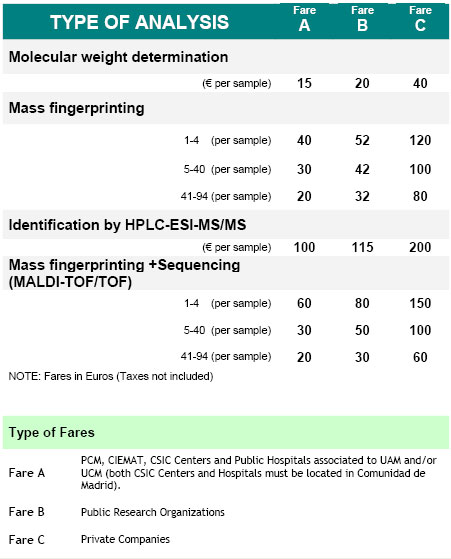 TYPE OF ANALYSIS Fare A Fare B Fare C
Molecular weight determination
(€ per sample) 15 20 40
Mass fingerprinting
1-4 (per sample) 40 52 120
5-40 (per sample) 30 42 100
41-94 (per sample) 20 32 80
Identification by HPLC-ESI-MS/MS
(€ per sample) 100 115 200
Mass fingerprinting +Sequencing
(MALDI-TOF/TOF)
1-4 (per sample) 60 80 150
5-40 (per sample) 30 50 100
41-94 (per sample) 20 30 60
NOTE: Fares in Euros (Taxes not included)
Type of Fares
PCM, CIEMAT, CSIC Centers and Public Hospitals associated to UAM and/or
Fare A UCM (both CSIC Centers and Hospitals must be located in Comunidad de
Madrid).
Fare B Public Research Organizations
Fare C Private Companies